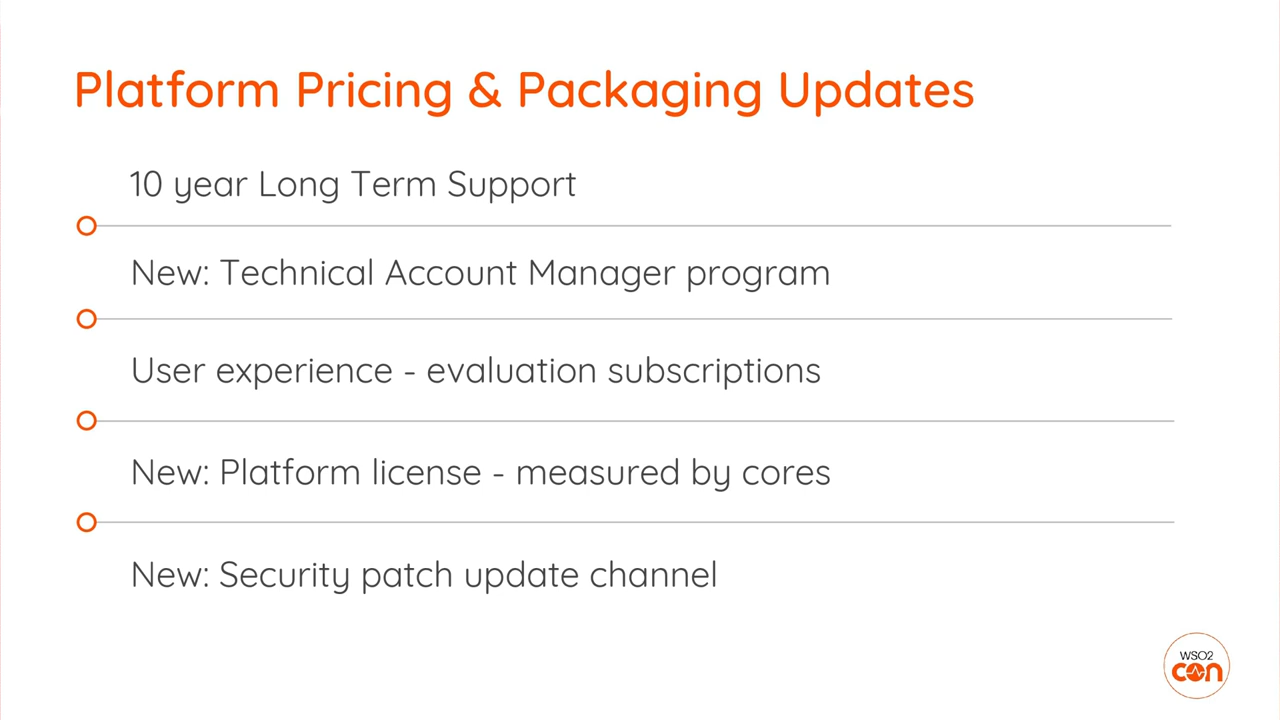 Platform Pricing & Packaging Updates
10 year Long Term Support
New: Technical Account Manager program
User experience - evaluation subscriptions
New: Platform license - measured by cores
New: Security patch update channel
WSO2
con